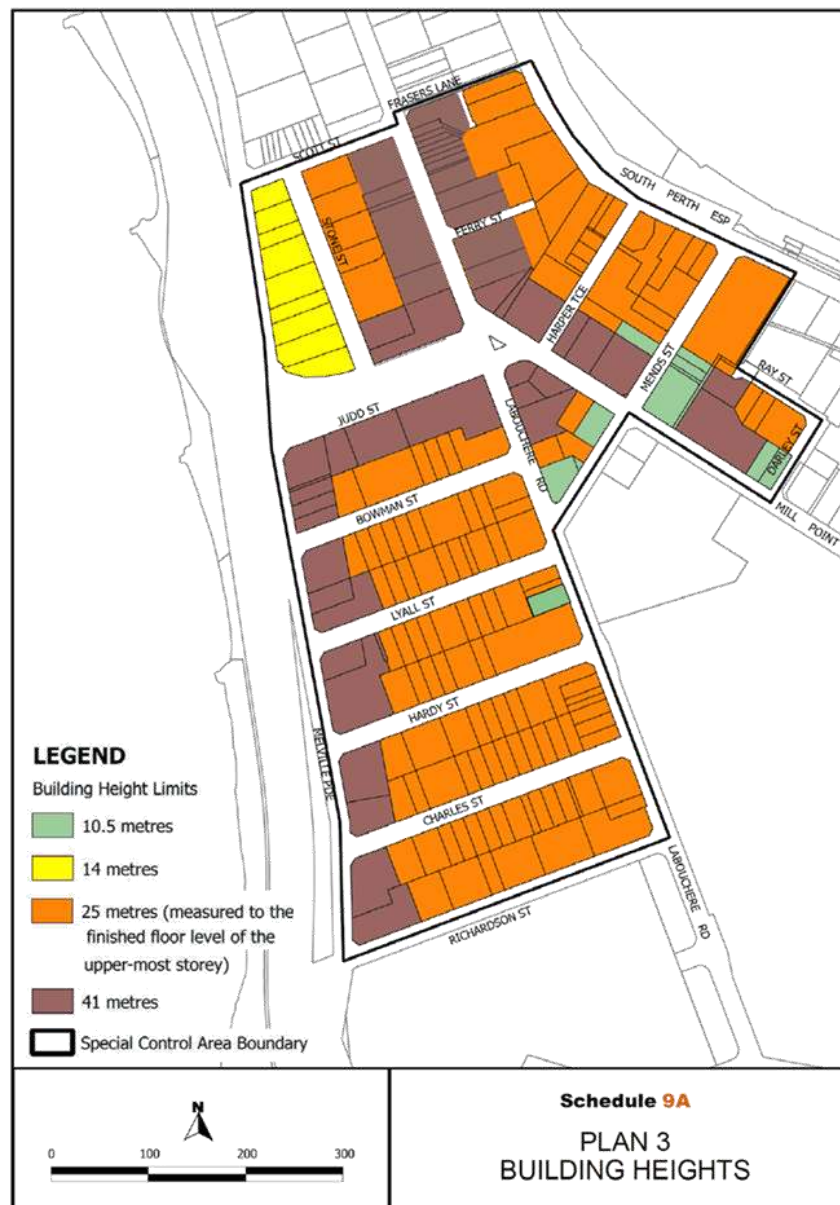 FRASERS LANE
SCOTT ST
SOUTH PERTH ESP
STONE ST
FERRY ST
HARPER TCE
MENDS ST
RAY ST
JUDD ST
LABOUCHERE RD
DARLEY ST
BOWMAN ST
MILL POINT
LYALL ST
HARDY ST
MELVILLE PDE
CHARLES ST
LABOUCHERE RD
RICHARDSON ST
LEGEND
Building Height Limits
10.5 metres
14 metres
25 metres (measured to the
finished floor level of the
upper-most storey)
41 metres
Special Control Area Boundary
N
0 100 200 300
Schedule 9A
PLAN 3
BUILDING HEIGHTS